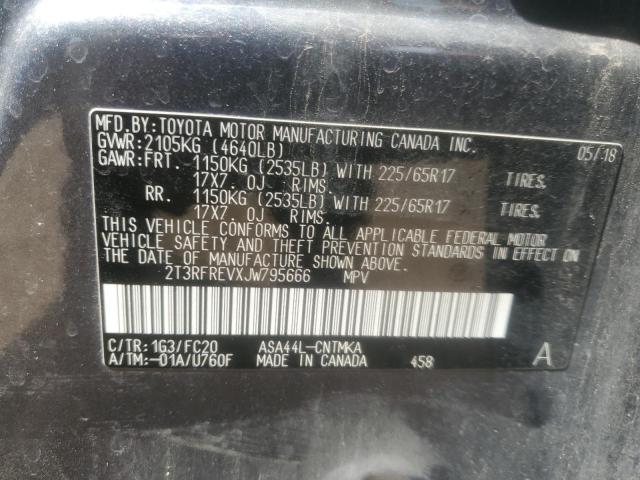 MFD.BY:TOYOTA MOTOR MANUFACTURING CANADA INC.
GVWR:2105KG (4640LB) 05/18
GAWR:FRT. 1150KG (2535LB) WITH 225/65R17 TIRES.
17X7. OJ RIMS.
RR. 1150KG (2535LB) WITH 225/65R17 TIRES.
17X7. OJ RIMS.
THIS VEHICLE CONFORMS TO ALL APPLICABLE FEDERAL MOTOR
VEHICLE SAFETY AND THEFT PREVENTION STANDARDS IN EFFECT ON
THE DATE OF MANUFACTURE SHOWN ABOVE.
2T3RFREVXJW795666 MPV
C/TR:1G3/FC20 ASA44L-CNTMKA
A/TM:-01A/U760F MADE IN CANADA 458 A